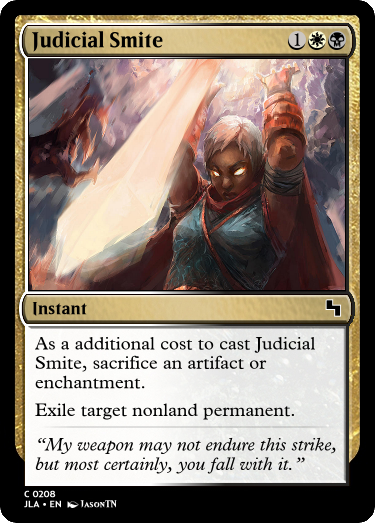 Judicial Smite 1
Instant
As a additional cost to cast Judicial
Smite, sacrifice an artifact or
enchantment.
Exile target nonland permanent.
“My weapon may not endure this strike,
but most certainly, you fall with it.”
C 0208
JLA • EN JASONTN